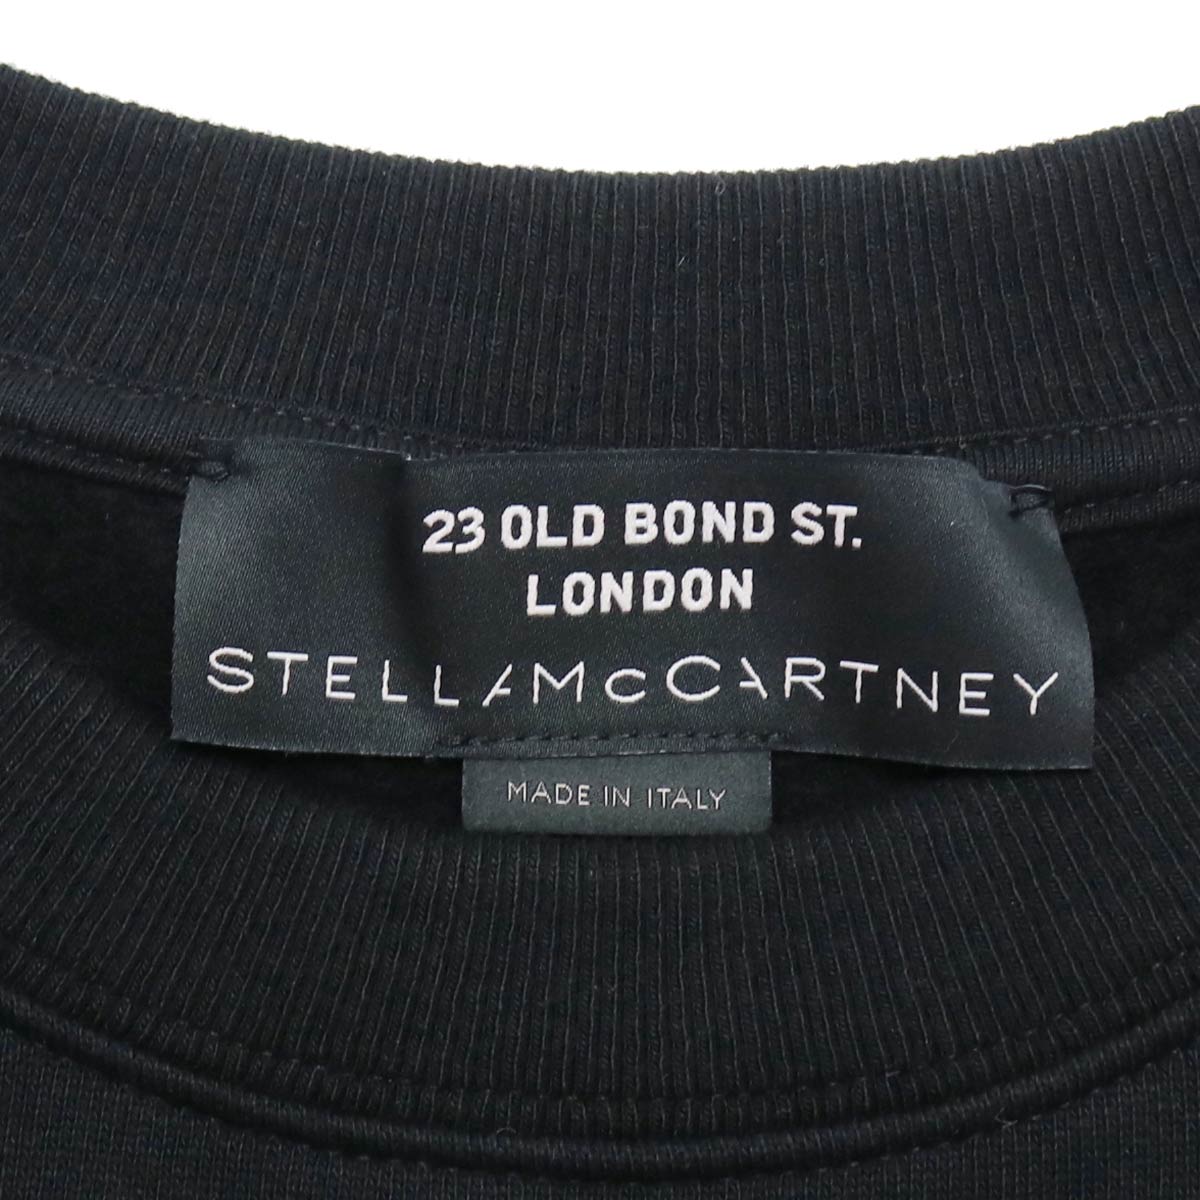 23 OLD BOND ST.
LONDON
STELLAMcCARTNEY
MADE IN ITALY